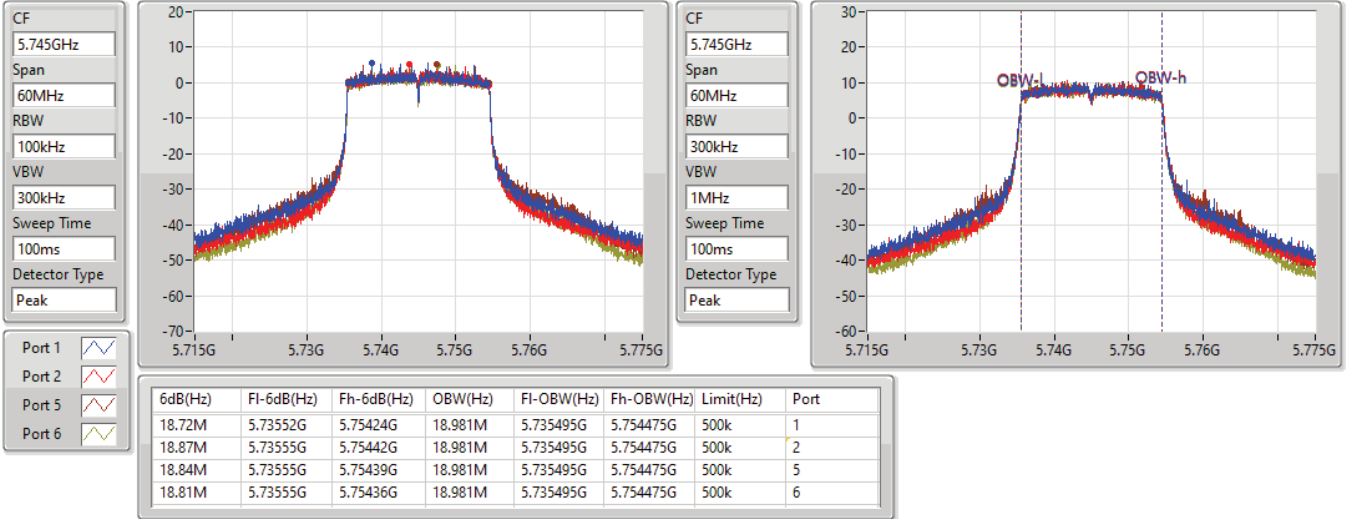 CF
5.745GHz
Span
60MHz
RBW
100kHz
VBW
300kHz
Sweep Time
100ms
Detector Type
Peak
20
10
0
-10
-20
-30
-40
-50
-60
-70
5.715G 5.73G 5.74G 5.75G 5.76G 5.775G
CF
5.745GHz
Span
60MHz
RBW
300kHz
VBW
1MHz
Sweep Time
100ms
Detector Type
Peak
30
20
10
0
-10
-20
-30
-40
-50
-60
OBW-l OBW-h
5.715G 5.73G 5.74G 5.75G 5.76G 5.775G
Port 1
Port 2
Port 5
Port 6
6dB(Hz) Fl-6dB(Hz) Fh-6dB(Hz) OBW(Hz) Fl-OBW(Hz) Fh-OBW(Hz) Limit(Hz) Port
18.72M 5.73552G 5.75424G 18.981M 5.735495G 5.754475G 500k 1
18.87M 5.73555G 5.75442G 18.981M 5.735495G 5.754475G 500k 2
18.84M 5.73555G 5.75439G 18.981M 5.735495G 5.754475G 500k 5
18.81M 5.73555G 5.75436G 18.981M 5.735495G 5.754475G 500k 6